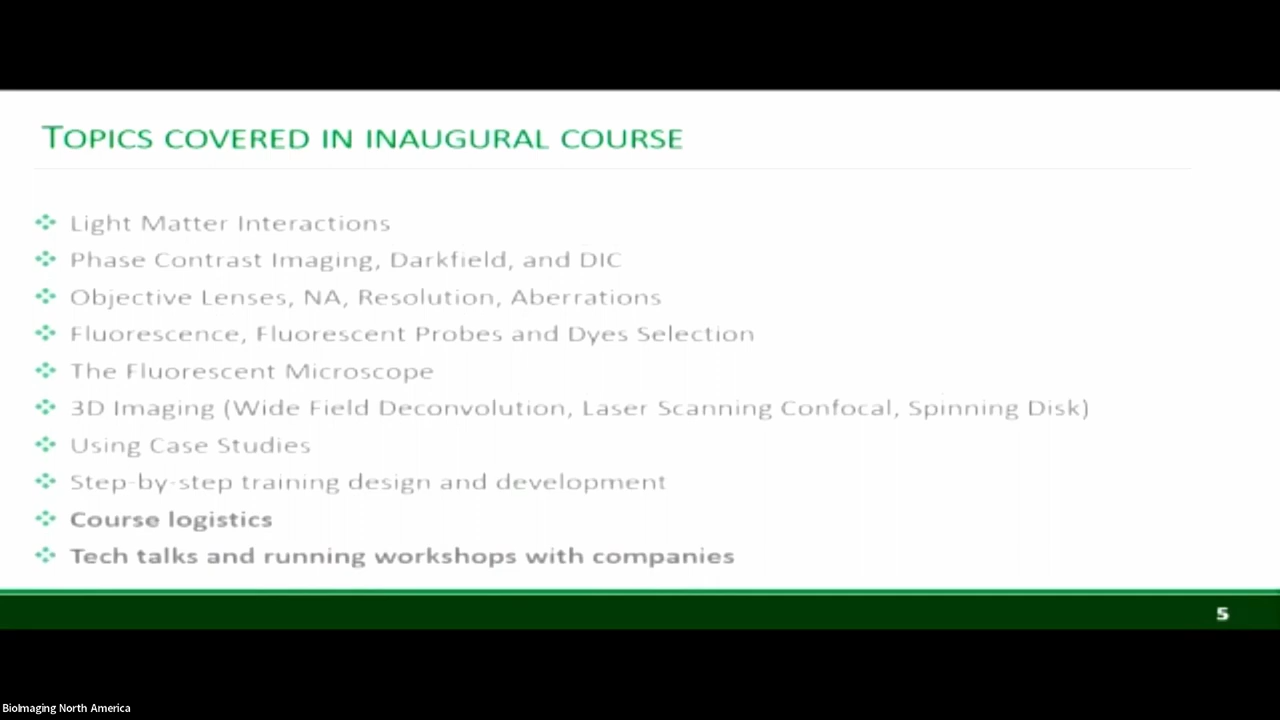 TOPICS COVERED IN INAUGURAL COURSE
Light Matter Interactions
Phase Contrast Imaging, Darkfield, and DIC
Objective Lenses, NA, Resolution, Aberrations
Fluorescence, Fluorescent Probes and Dyes Selection
The Fluorescent Microscope
3D Imaging (Wide Field Deconvolution, Laser Scanning Confocal, Spinning Disk)
Using Case Studies
Step-by-step training design and development
Course logistics
Tech talks and running workshops with companies
5
BioImaging North America